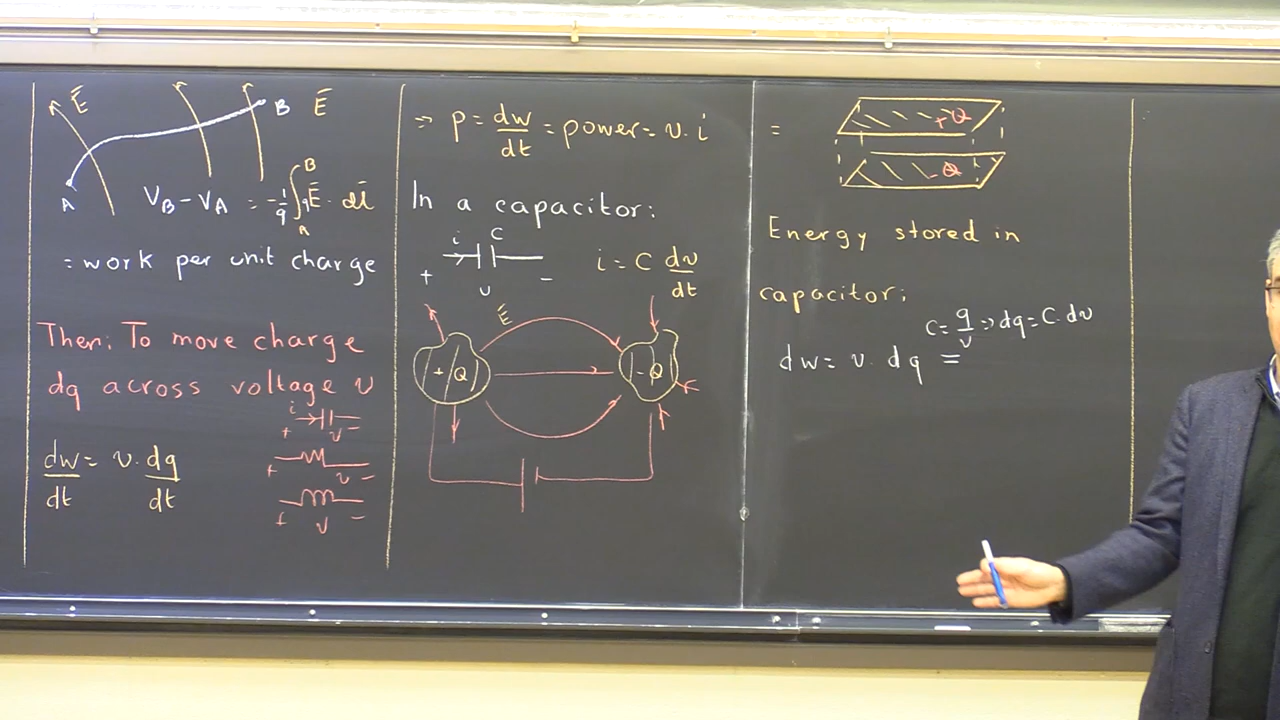 Ē
B
Ē
A
V_B - V_A = -1/q ∫_A^B qĒ · dl̄
= work per unit charge
Then: To move charge
dq across voltage v
i
+ v -
+ v -
+ v -
dw/dt = v. dq/dt
⇒ p = dw/dt = power = v. i
In a capacitor:
i C
+ v -
i = C dv/dt
Ē
+Q
-Q
=
+Q
-Q
Energy stored in
capacitor:
C = q/v ⇒ dq = C. dv
dw = v. dq =